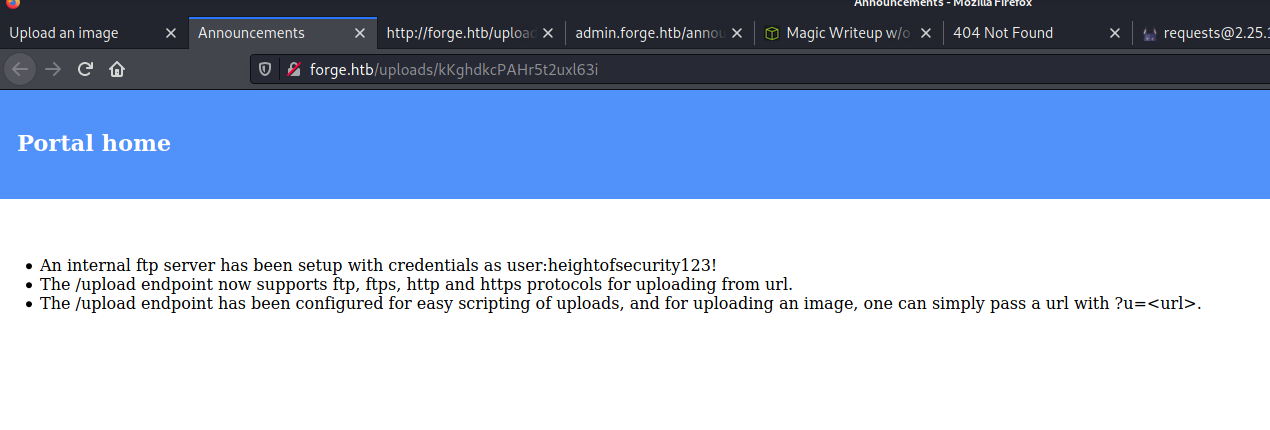 Announcements - Mozilla Firefox
Upload an image
Announcements
http://forge.htb/upload
admin.forge.htb/annou
Magic Writeup w/o
404 Not Found
requests@2.25.1
forge.htb/uploads/kKghdkcPAHr5t2uxl63i
Portal home
An internal ftp server has been setup with credentials as user:heightofsecurity123!
The /upload endpoint now supports ftp, ftps, http and https protocols for uploading from url.
The /upload endpoint has been configured for easy scripting of uploads, and for uploading an image, one can simply pass a url with ?u=<url>.